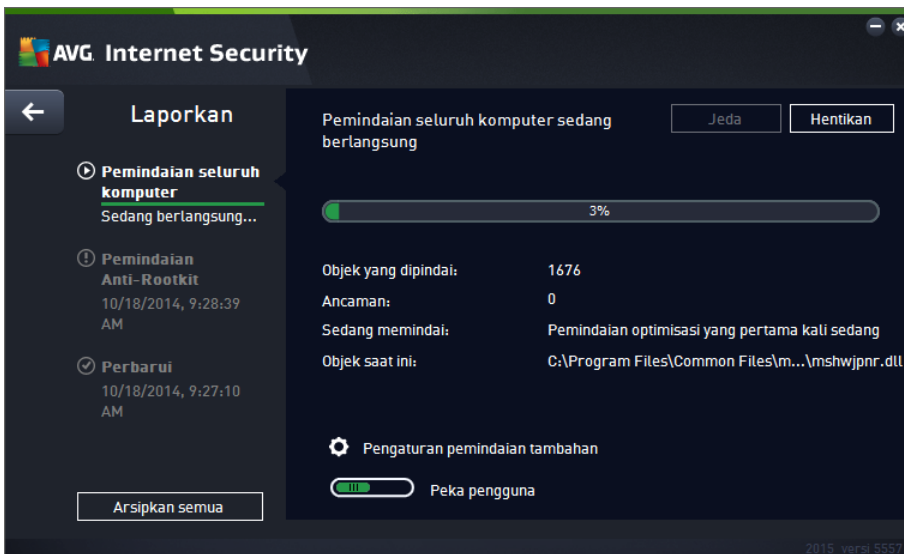 AVG. Internet Security
Laporkan
Pemindaian seluruh
komputer
Sedang berlangsung...
Pemindaian
Anti-Rootkit
10/18/2014, 9:28:39
AM
Perbarui
10/18/2014, 9:27:10
AM
Arsipkan semua
Pemindaian seluruh komputer sedang
berlangsung
Jeda
Hentikan
3%
Objek yang dipindai: 1676
Ancaman: 0
Sedang memindai: Pemindaian optimisasi yang pertama kali sedang
Objek saat ini: C:\Program Files\Common Files\m...\mshwjpnr.dll
Pengaturan pemindaian tambahan
Peka pengguna
2015 versi 5557